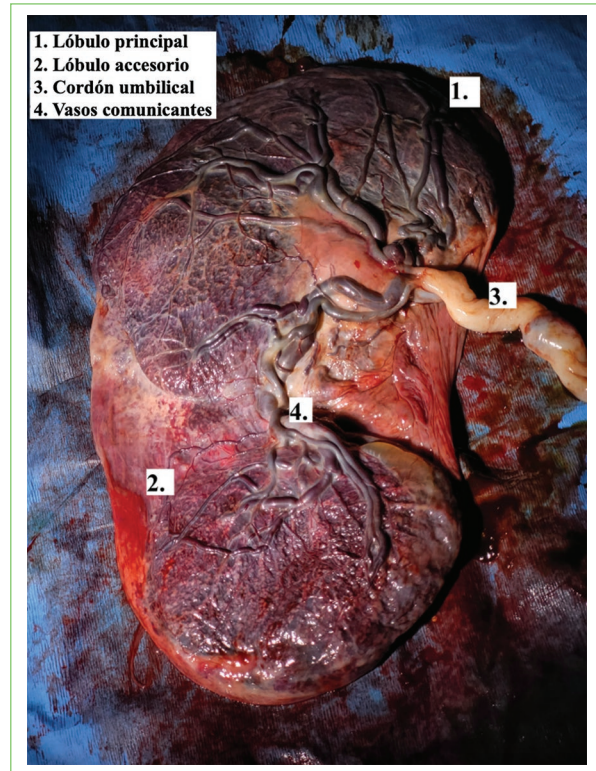 1. Lóbulo principal
2. Lóbulo accesorio
3. Cordón umbilical
4. Vasos comunicantes
1.
3.
4.
2.